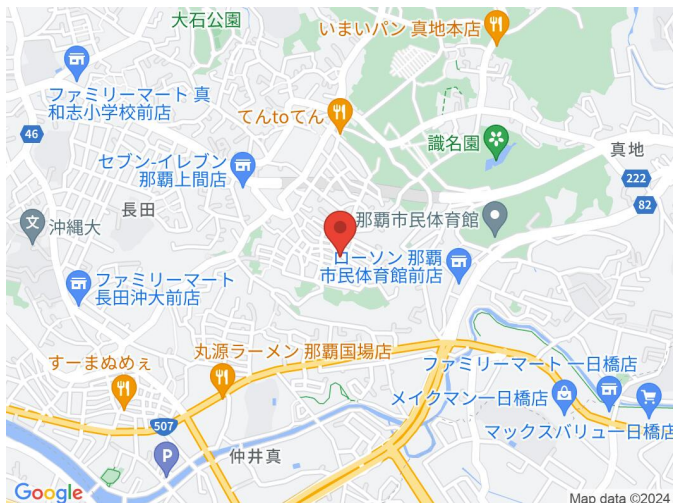 大石公園
いまいパン 真地本店
ファミリーマート 真
和志小学校前店
てんtoてん
識名園
真地
46
セブン-イレブン
那覇上間店
222
長田
82
沖縄大
那覇市民体育館
ローソン 那覇
市民体育館前店
ファミリーマート
長田沖大前店
丸源ラーメン 那覇国場店
すーまぬめぇ
ファミリーマート 一日橋店
メイクマン一日橋店
507
マックスバリュ一日橋店
P
仲井真
Google
Map data ©2024